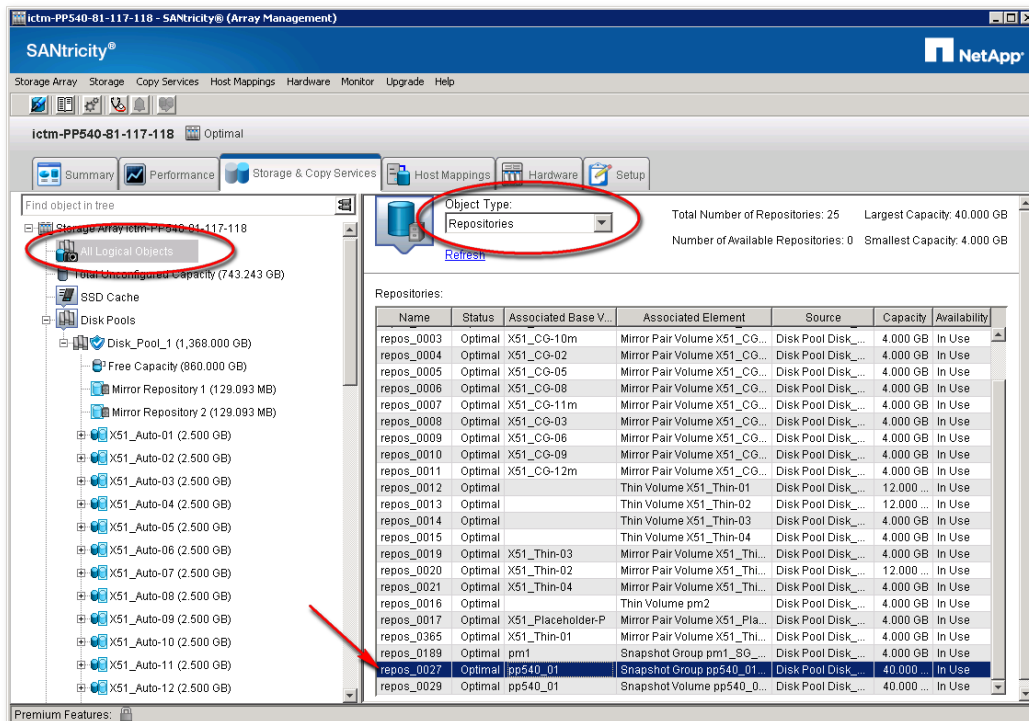 ictm-PP540-81-117-118 - SANtricity® (Array Management)
SANtricity®
NetApp
Storage Array Storage Copy Services Host Mappings Hardware Monitor Upgrade Help
ictm-PP540-81-117-118 Optimal
Summary Performance Storage & Copy Services Host Mappings Hardware Setup
Find object in tree
Storage Array ictm-PP540-81-117-118
All Logical Objects
Total Unconfigured Capacity (743.243 GB)
SSD Cache
Disk Pools
Disk_Pool_1 (1,368.000 GB)
Free Capacity (860.000 GB)
Mirror Repository 1 (129.093 MB)
Mirror Repository 2 (129.093 MB)
X51_Auto-01 (2.500 GB)
X51_Auto-02 (2.500 GB)
X51_Auto-03 (2.500 GB)
X51_Auto-04 (2.500 GB)
X51_Auto-05 (2.500 GB)
X51_Auto-06 (2.500 GB)
X51_Auto-07 (2.500 GB)
X51_Auto-08 (2.500 GB)
X51_Auto-09 (2.500 GB)
X51_Auto-10 (2.500 GB)
X51_Auto-11 (2.500 GB)
X51_Auto-12 (2.500 GB)
Object Type:
Repositories
Refresh
Total Number of Repositories: 25 Largest Capacity: 40.000 GB
Number of Available Repositories: 0 Smallest Capacity: 4.000 GB
Repositories:
Name Status Associated Base V... Associated Element Source Capacity Availability
repos_0003 Optimal X51_CG-10m Mirror Pair Volume X51_CG... Disk Pool Disk_... 4.000 GB In Use
repos_0004 Optimal X51_CG-02 Mirror Pair Volume X51_CG... Disk Pool Disk_... 4.000 GB In Use
repos_0005 Optimal X51_CG-05 Mirror Pair Volume X51_CG... Disk Pool Disk_... 4.000 GB In Use
repos_0006 Optimal X51_CG-08 Mirror Pair Volume X51_CG... Disk Pool Disk_... 4.000 GB In Use
repos_0007 Optimal X51_CG-11m Mirror Pair Volume X51_CG... Disk Pool Disk_... 4.000 GB In Use
repos_0008 Optimal X51_CG-03 Mirror Pair Volume X51_CG... Disk Pool Disk_... 4.000 GB In Use
repos_0009 Optimal X51_CG-06 Mirror Pair Volume X51_CG... Disk Pool Disk_... 4.000 GB In Use
repos_0010 Optimal X51_CG-09 Mirror Pair Volume X51_CG... Disk Pool Disk_... 4.000 GB In Use
repos_0011 Optimal X51_CG-12m Mirror Pair Volume X51_CG... Disk Pool Disk_... 4.000 GB In Use
repos_0012 Optimal Thin Volume X51_Thin-01 Disk Pool Disk_... 12.000 ... In Use
repos_0013 Optimal Thin Volume X51_Thin-02 Disk Pool Disk_... 12.000 ... In Use
repos_0014 Optimal Thin Volume X51_Thin-03 Disk Pool Disk_... 4.000 GB In Use
repos_0015 Optimal Thin Volume X51_Thin-04 Disk Pool Disk_... 4.000 GB In Use
repos_0019 Optimal X51_Thin-03 Mirror Pair Volume X51_Thi... Disk Pool Disk_... 4.000 GB In Use
repos_0020 Optimal X51_Thin-02 Mirror Pair Volume X51_Thi... Disk Pool Disk_... 12.000 ... In Use
repos_0021 Optimal X51_Thin-04 Mirror Pair Volume X51_Thi... Disk Pool Disk_... 4.000 GB In Use
repos_0016 Optimal Thin Volume pm2 Disk Pool Disk_... 4.000 GB In Use
repos_0017 Optimal X51_Placeholder-P Mirror Pair Volume X51_Pla... Disk Pool Disk_... 4.000 GB In Use
repos_0365 Optimal X51_Thin-01 Mirror Pair Volume X51_Thi... Disk Pool Disk_... 4.000 GB In Use
repos_0189 Optimal pm1 Snapshot Group pm1_SG_... Disk Pool Disk_... 4.000 GB In Use
repos_0027 Optimal pp540_01 Snapshot Group pp540_01... Disk Pool Disk_... 40.000 ... In Use
repos_0029 Optimal pp540_01 Snapshot Volume pp540_0... Disk Pool Disk_... 40.000 ... In Use
Premium Features: